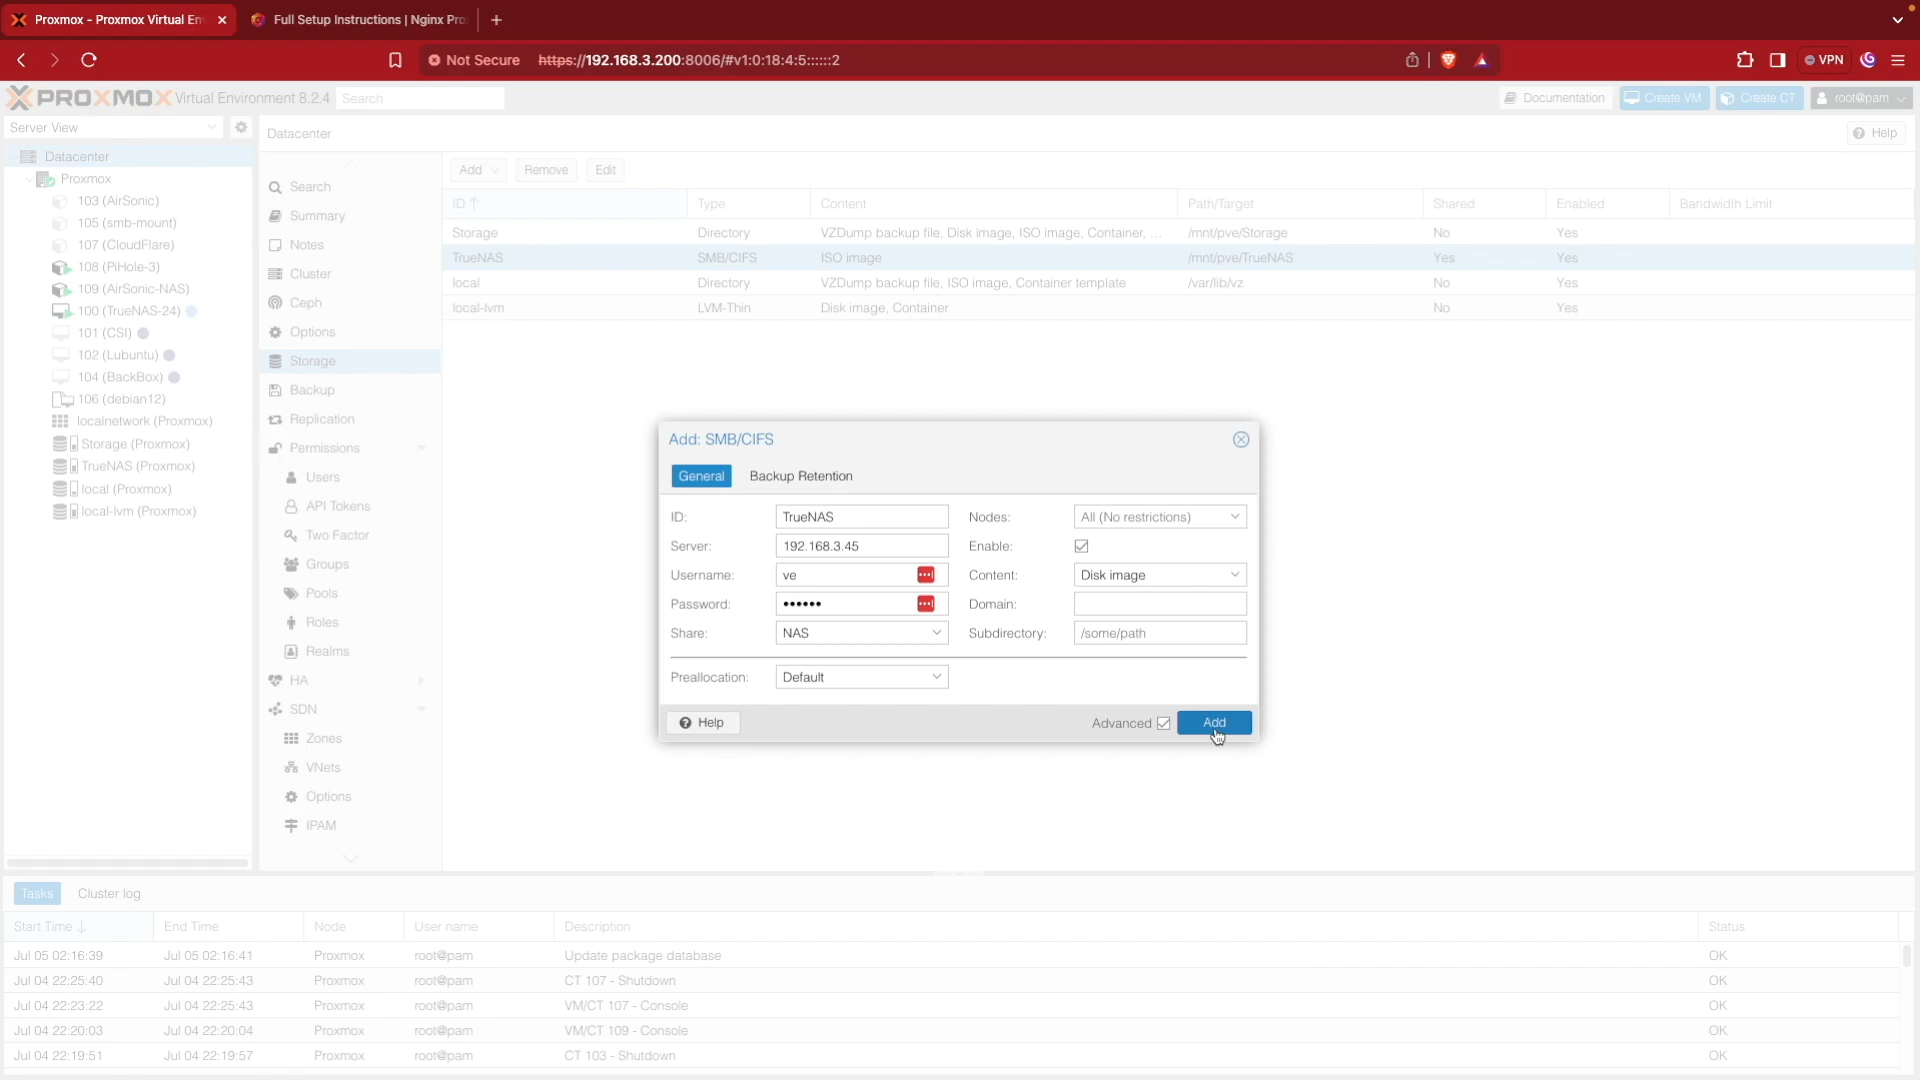 Proxmox - Proxmox Virtual En
Full Setup Instructions | Nginx Pro
Not Secure https://192.168.3.200:8006/#v1:0:18:4:5::::::2
VPN
PROXMOX Virtual Environment 8.2.4 Search
Documentation Create VM Create CT root@pam
Server View
Datacenter
Help
Datacenter
Proxmox
103 (AirSonic)
105 (smb-mount)
107 (CloudFlare)
108 (PiHole-3)
109 (AirSonic-NAS)
100 (TrueNAS-24)
101 (CSI)
102 (Lubuntu)
104 (BackBox)
106 (debian12)
localnetwork (Proxmox)
Storage (Proxmox)
TrueNAS (Proxmox)
local (Proxmox)
local-lvm (Proxmox)
Search
Summary
Notes
Cluster
Ceph
Options
Storage
Backup
Replication
Permissions
Users
API Tokens
Two Factor
Groups
Pools
Roles
Realms
HA
SDN
Zones
VNets
Options
IPAM
Add Remove Edit
ID Type Content Path/Target Shared Enabled Bandwidth Limit
Storage Directory VZDump backup file, Disk image, ISO image, Container, ... /mnt/pve/Storage No Yes
TrueNAS SMB/CIFS ISO image /mnt/pve/TrueNAS Yes Yes
local Directory VZDump backup file, ISO image, Container template /var/lib/vz No Yes
local-lvm LVM-Thin Disk image, Container No Yes
Add: SMB/CIFS
General Backup Retention
ID: TrueNAS Nodes: All (No restrictions)
Server: 192.168.3.45 Enable:
Username: ve Content: Disk image
Password: •••••• Domain:
Share: NAS Subdirectory: /some/path
Preallocation: Default
Help Advanced Add
Tasks Cluster log
Start Time End Time Node User name Description Status
Jul 05 02:16:39 Jul 05 02:16:41 Proxmox root@pam Update package database OK
Jul 04 22:25:40 Jul 04 22:25:43 Proxmox root@pam CT 107 - Shutdown OK
Jul 04 22:23:22 Jul 04 22:25:43 Proxmox root@pam VM/CT 107 - Console OK
Jul 04 22:20:03 Jul 04 22:20:04 Proxmox root@pam VM/CT 109 - Console OK
Jul 04 22:19:51 Jul 04 22:19:57 Proxmox root@pam CT 103 - Shutdown OK